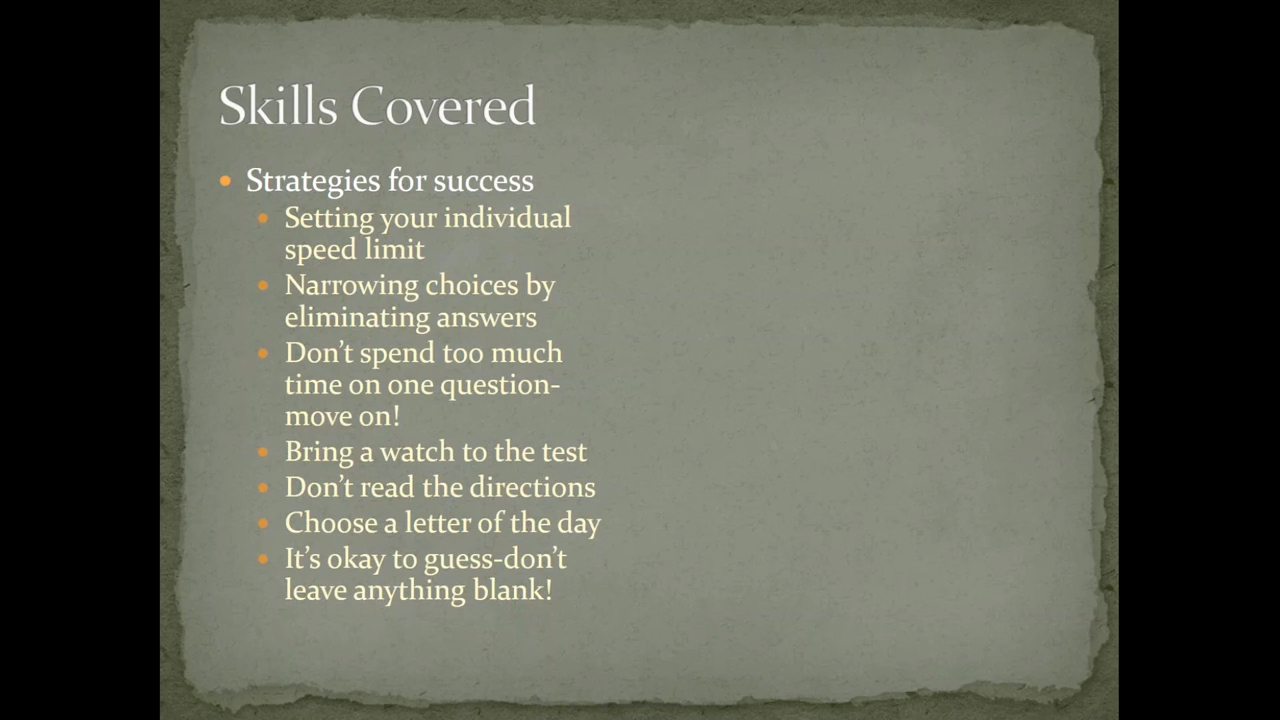 Skills Covered
Strategies for success
Setting your individual
speed limit
Narrowing choices by
eliminating answers
Don’t spend too much
time on one question-
move on!
Bring a watch to the test
Don’t read the directions
Choose a letter of the day
It’s okay to guess-don’t
leave anything blank!